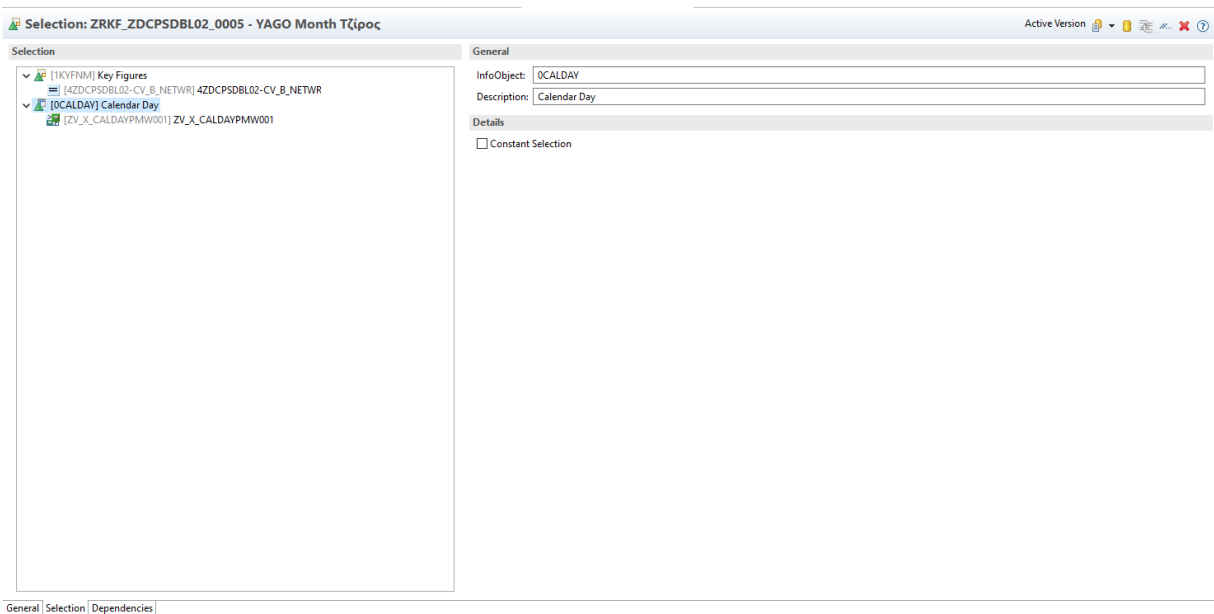 Selection: ZRKF_ZDCPSDBL02_0005 - YAGO Month Τζίρος
Active Version
Selection
General
[1KYFNM] Key Figures
[4ZDCPSDBL02-CV_B_NETWR] 4ZDCPSDBL02-CV_B_NETWR
[0CALDAY] Calendar Day
[ZV_X_CALDAYPMW001] ZV_X_CALDAYPMW001
InfoObject: 0CALDAY
Description: Calendar Day
Details
Constant Selection
General Selection Dependencies